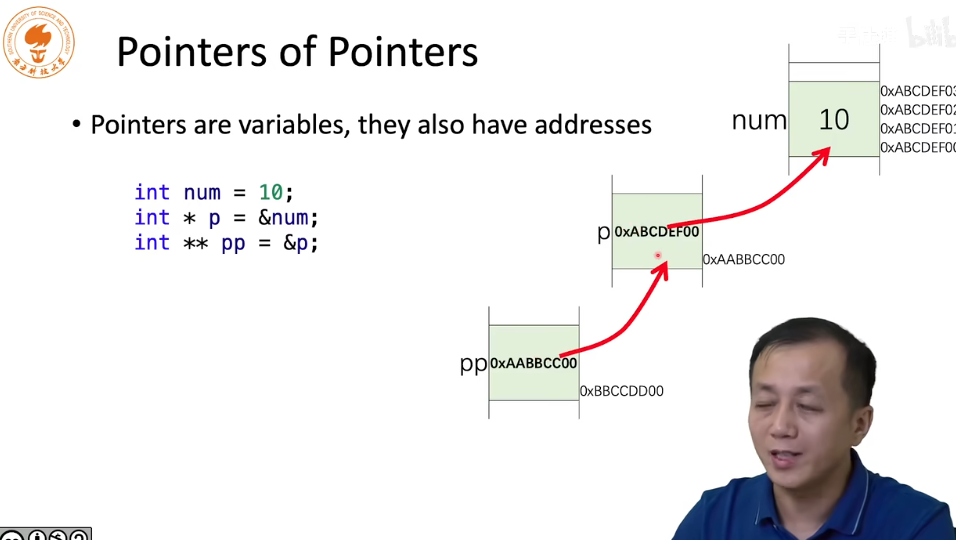 Pointers of Pointers
• Pointers are variables, they also have addresses
int num = 10;
int * p = &num;
int ** pp = &p;
num
10
0xABCDEF03
0xABCDEF02
0xABCDEF01
0xABCDEF00
p
0xABCDEF00
0xAABBCC00
pp
0xAABBCC00
0xBBCCDD00